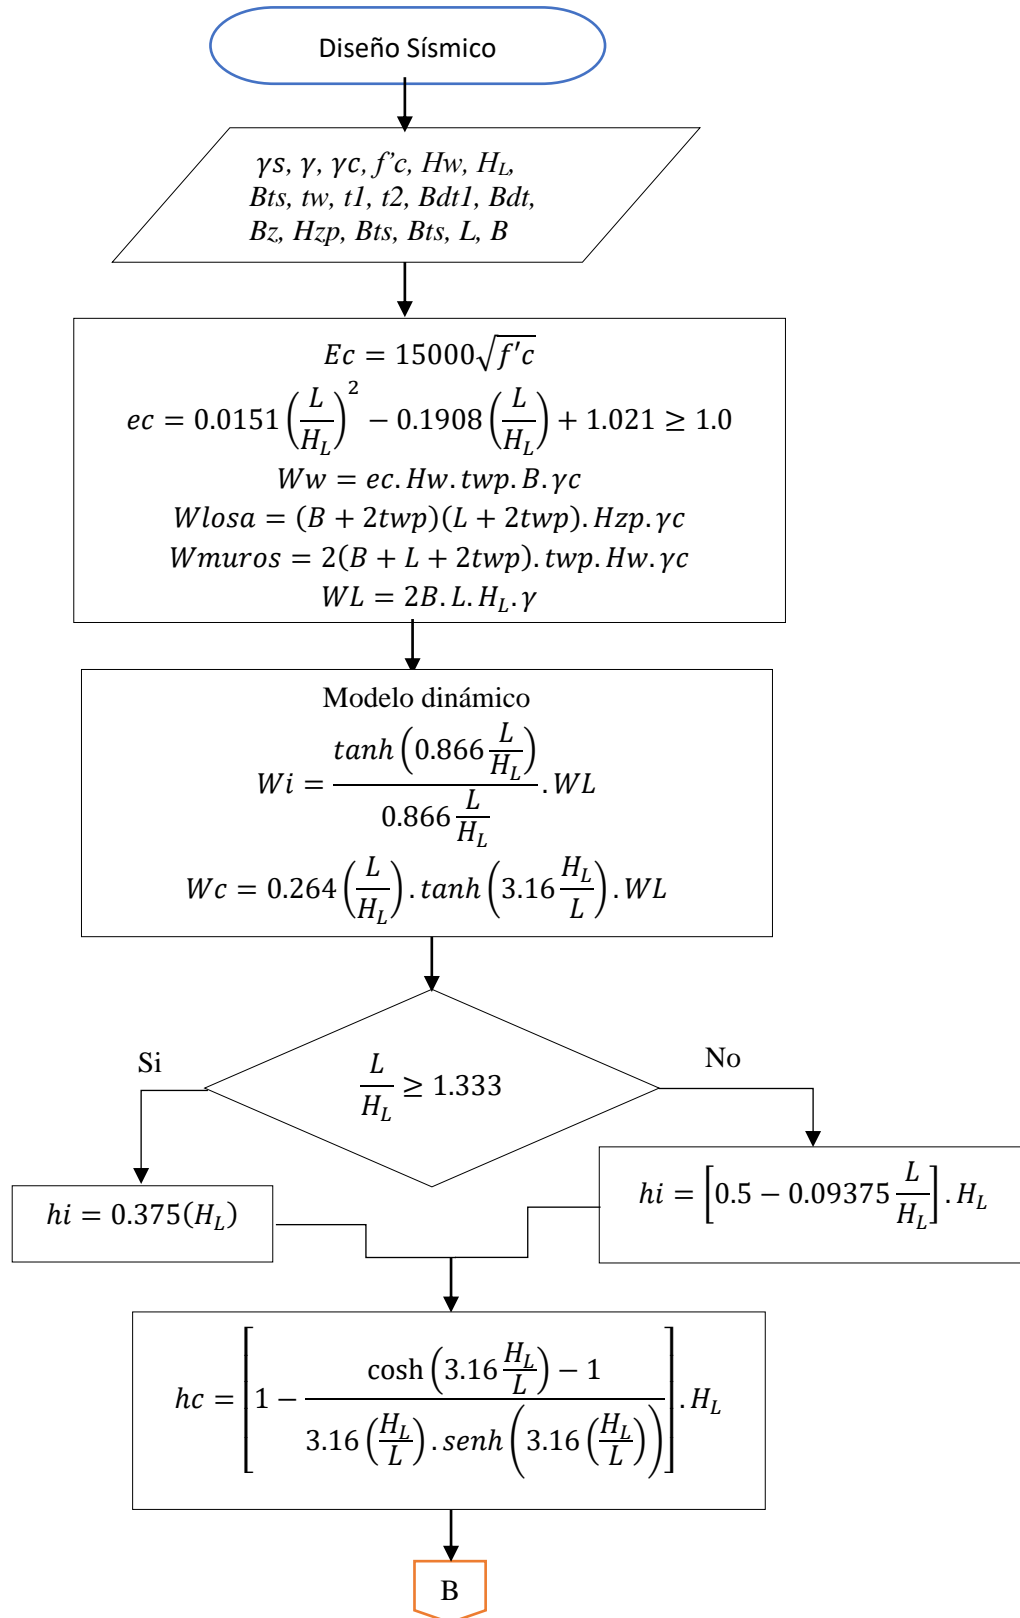 Diseño Sísmico
γs, γ, γc, f'c, Hw, H_L,
Bts, tw, t1, t2, Bdt1, Bdt,
Bz, Hzp, Bts, Bts, L, B
Ec = 15000√(f'c)
ec = 0.0151 (L/H_L)² − 0.1908 (L/H_L) + 1.021 ≥ 1.0
Ww = ec. Hw. twp. B. γc
Wlosa = (B + 2twp)(L + 2twp). Hzp. γc
Wmuros = 2(B + L + 2twp). twp. Hw. γc
WL = 2B. L. H_L. γ
Modelo dinámico
Wi = tanh (0.866 L/H_L) / (0.866 L/H_L) . WL
Wc = 0.264 (L/H_L) . tanh (3.16 H_L/L) . WL
Si
No
L/H_L ≥ 1.333
hi = 0.375(H_L)
hi = [0.5 − 0.09375 L/H_L] . H_L
hc = [1 − (cosh (3.16 H_L/L) − 1) / (3.16 (H_L/L) . senh (3.16 (H_L/L)))] . H_L
B